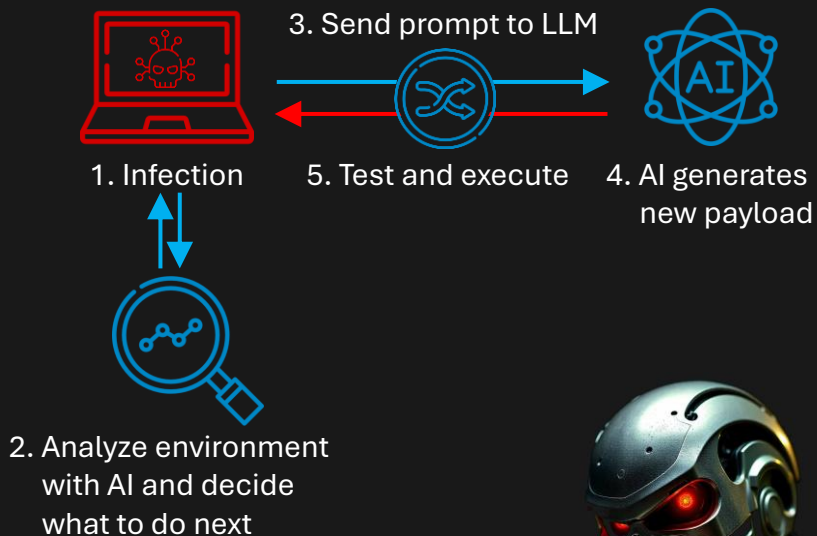 3. Send prompt to LLM
AI
1. Infection
5. Test and execute
4. AI generates
new payload
2. Analyze environment
with AI and decide
what to do next